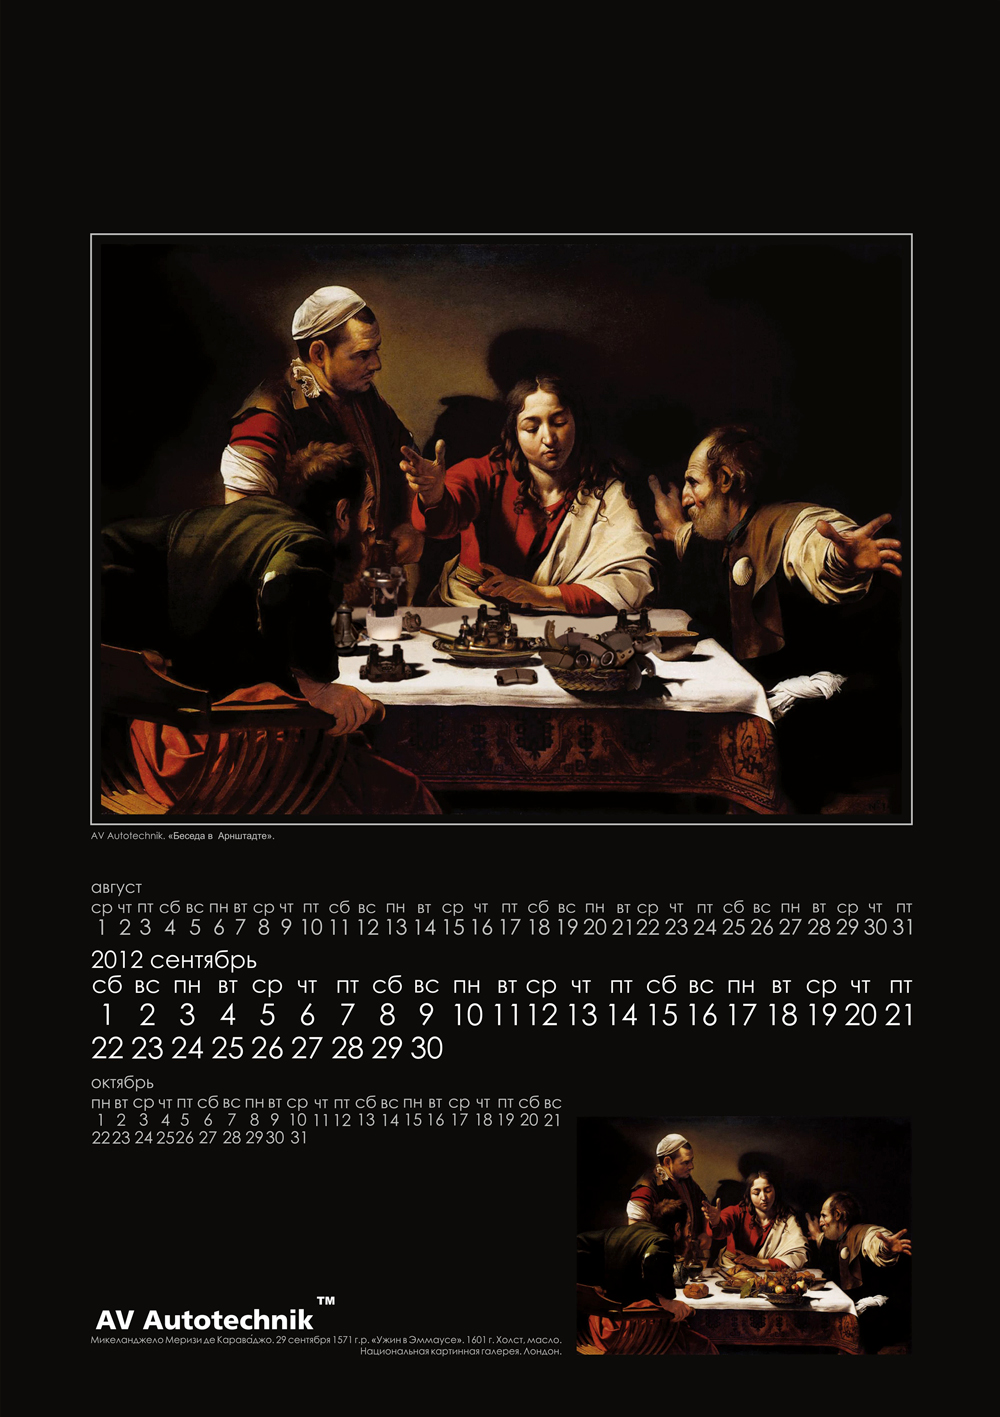 AV Autotechnik. «Беседа в Арнштадте».
август
ср чт пт сб вс пн вт ср чт пт сб вс пн вт ср чт пт сб вс пн вт ср чт пт сб вс пн вт ср чт пт
1 2 3 4 5 6 7 8 9 10 11 12 13 14 15 16 17 18 19 20 21 22 23 24 25 26 27 28 29 30 31
2012 сентябрь
сб вс пн вт ср чт пт сб вс пн вт ср чт пт сб вс пн вт ср чт пт
1 2 3 4 5 6 7 8 9 10 11 12 13 14 15 16 17 18 19 20 21
22 23 24 25 26 27 28 29 30
октябрь
пн вт ср чт пт сб вс пн вт ср чт пт сб вс пн вт ср чт пт сб вс
1 2 3 4 5 6 7 8 9 10 11 12 13 14 15 16 17 18 19 20 21
22 23 24 25 26 27 28 29 30 31
AV Autotechnik™
Микеланджело Меризи де Караваджо. 29 сентября 1571 г.р. «Ужин в Эммаусе». 1601 г. Холст, масло.
Национальная картинная галерея. Лондон.